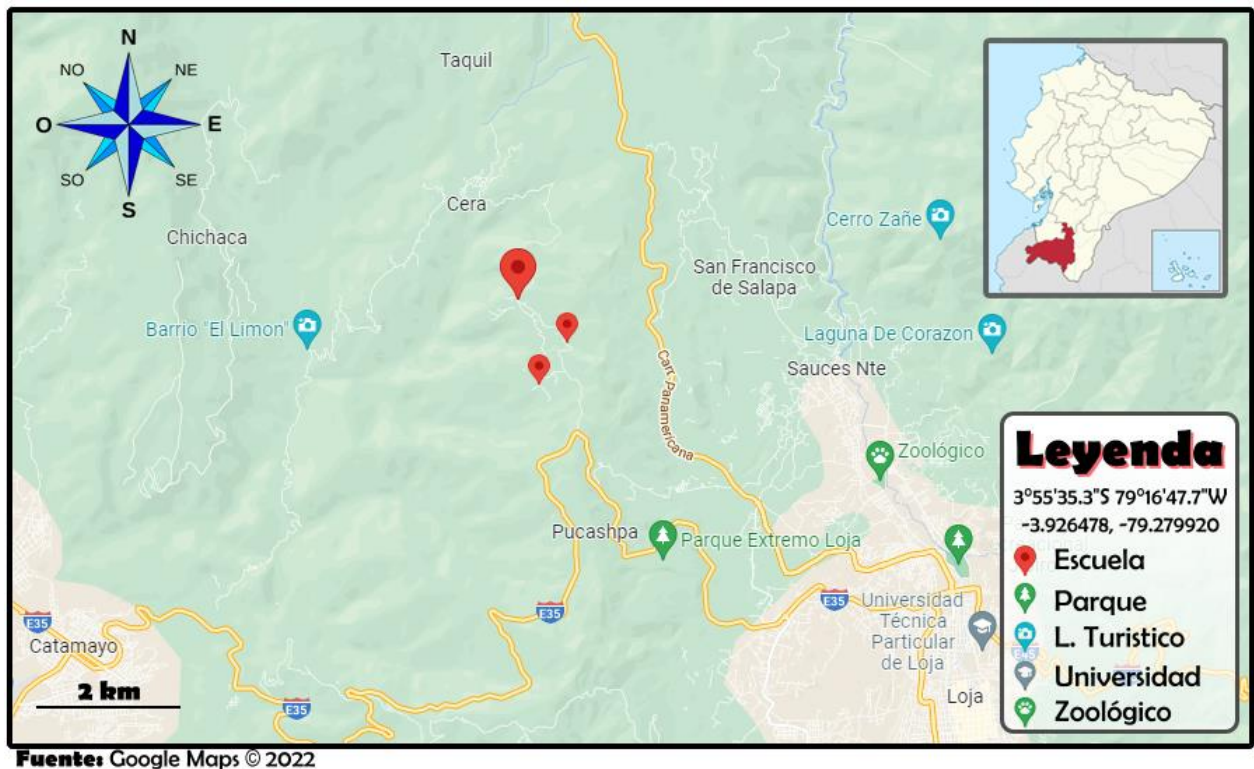 N
NO
NE
O
E
SO
SE
S
Taquil
Cera
Chichaca
Cerro Zañe
San Francisco
de Salapa
Barrio "El Limon"
Laguna De Corazon
Sauces Nte
Carr. Panamericana
Zoológico
Pucashpa
Parque Extremo Loja
E35
E35
E35
E35
Catamayo
2 km
Universidad
Técnica
Particular
de Loja
Loja
E45
Leyenda
3°55'35.3"S 79°16'47.7"W
-3.926478, -79.279920
Escuela
Parque
L. Turistico
Universidad
Zoológico
Fuente: Google Maps © 2022